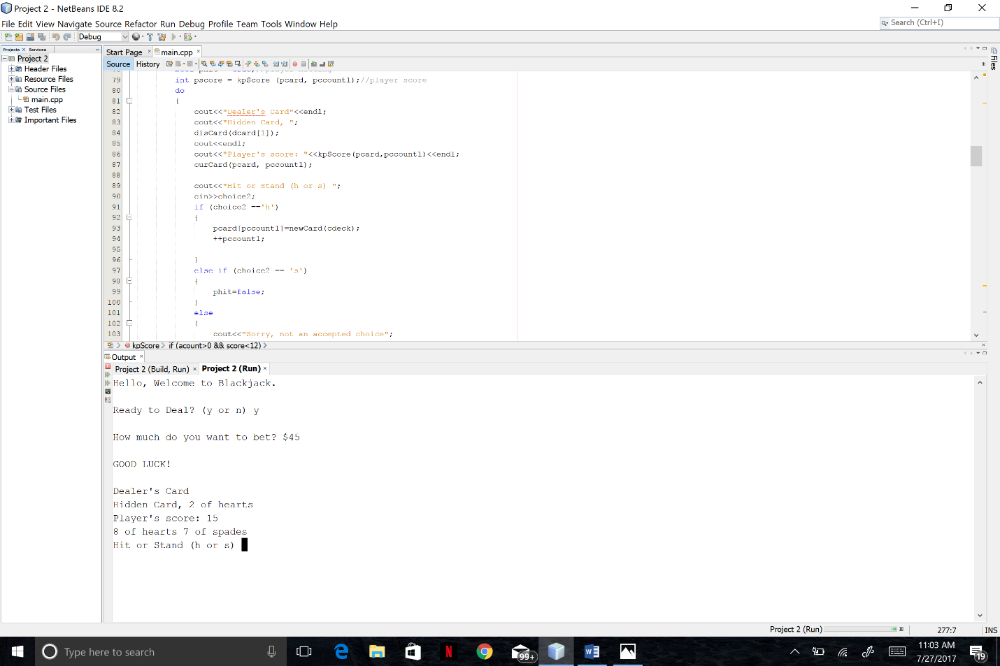 Project 2 - NetBeans IDE 8.2
File Edit View Navigate Source Refactor Run Debug Profile Team Tools Window Help
Search (Ctrl+I)
Debug
Projects × Services
Start Page × main.cpp ×
Files
Project 2
Header Files
Resource Files
Source Files
main.cpp
Test Files
Important Files
Source History
79 int pscore = kpScore (pcard, pccount1);//player score
80 do
81 {
82 cout<<"Dealer's Card"<<endl;
83 cout<<"Hidden Card, ";
84 disCard(dcard[1]);
85 cout<<endl;
86 cout<<"Player's score: "<<kpScore(pcard,pccount1)<<endl;
87 curCard(pcard, pccount1);
88
89 cout<<"Hit or Stand (h or s) ";
90 cin>>choice2;
91 if (choice2 =='h')
92 {
93 pcard[pccount1]=newCard(cdeck);
94 ++pccount1;
95
96 }
97 else if (choice2 == 's')
98 {
99 phit=false;
100 }
101 else
102 {
103 cout<<"Sorry, not an accepted choice";
kpScore > if (acount>0 && score<12) >
Output ×
Project 2 (Build, Run) × Project 2 (Run) ×
Hello, Welcome to Blackjack.
Ready to Deal? (y or n) y
How much do you want to bet? $45
GOOD LUCK!
Dealer's Card
Hidden Card, 2 of hearts
Player's score: 15
8 of hearts 7 of spades
Hit or Stand (h or s)
Project 2 (Run)
277:7
INS
Type here to search
99+
11:03 AM
7/27/2017
19